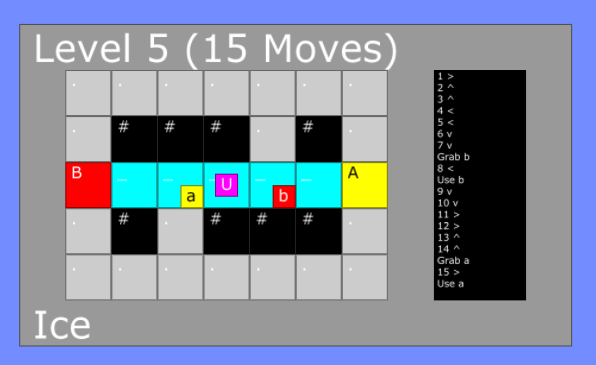 Level 5 (15 Moves)
. . . . . . .
. # # # . # .
B _ _ a _ U _ b _ A
. # . # # # .
. . . . . . .
Ice
1 >
2 ^
3 ^
4 <
5 <
6 v
7 v
Grab b
8 <
Use b
9 v
10 v
11 >
12 >
13 ^
14 ^
Grab a
15 >
Use a